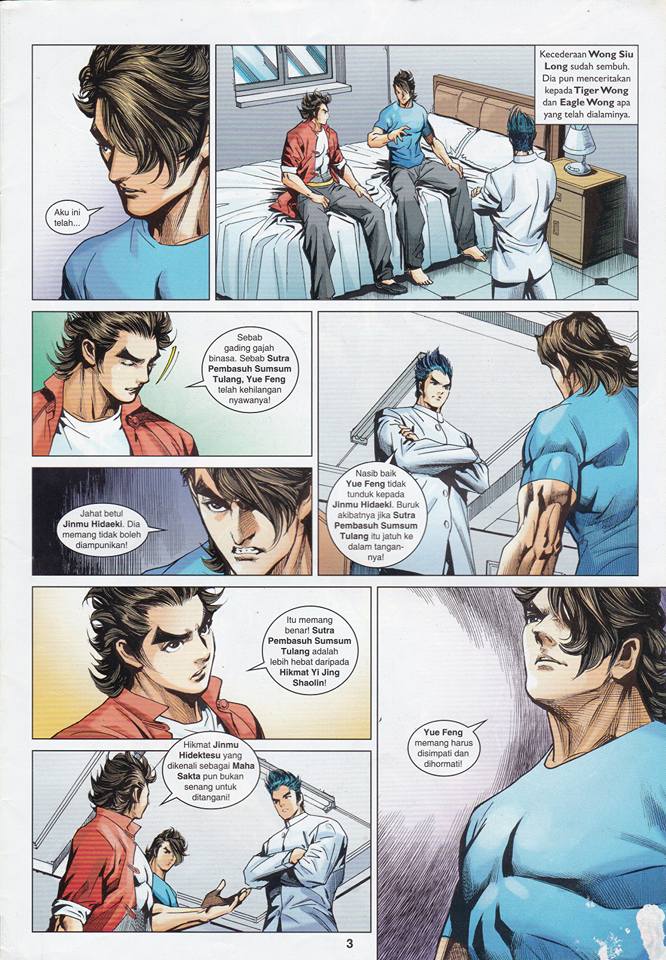 Aku ini
telah...
Kecederaan Wong Siu
Long sudah sembuh.
Dia pun menceritakan
kepada Tiger Wong
dan Eagle Wong apa
yang telah dialaminya.
Sebab
gading gajah
binasa. Sebab Sutra
Pembasuh Sumsum
Tulang, Yue Feng
telah kehilangan
nyawanya!
Nasib baik
Yue Feng tidak
tunduk kepada
Jinmu Hidaeki. Buruk
akibatnya jika Sutra
Pembasuh Sumsum
Tulang itu jatuh ke
dalam tangan-
nya!
Jahat betul
Jinmu Hidaeki. Dia
memang tidak boleh
diampunikan!
Itu memang
benar! Sutra
Pembasuh Sumsum
Tulang adalah
lebih hebat daripada
Hikmat Yi Jing
Shaolin!
Hikmat Jinmu
Hidektesu yang
dikenali sebagai Maha
Sakta pun bukan
senang untuk
ditangani!
Yue Feng
memang harus
disimpati dan
dihormati!
3